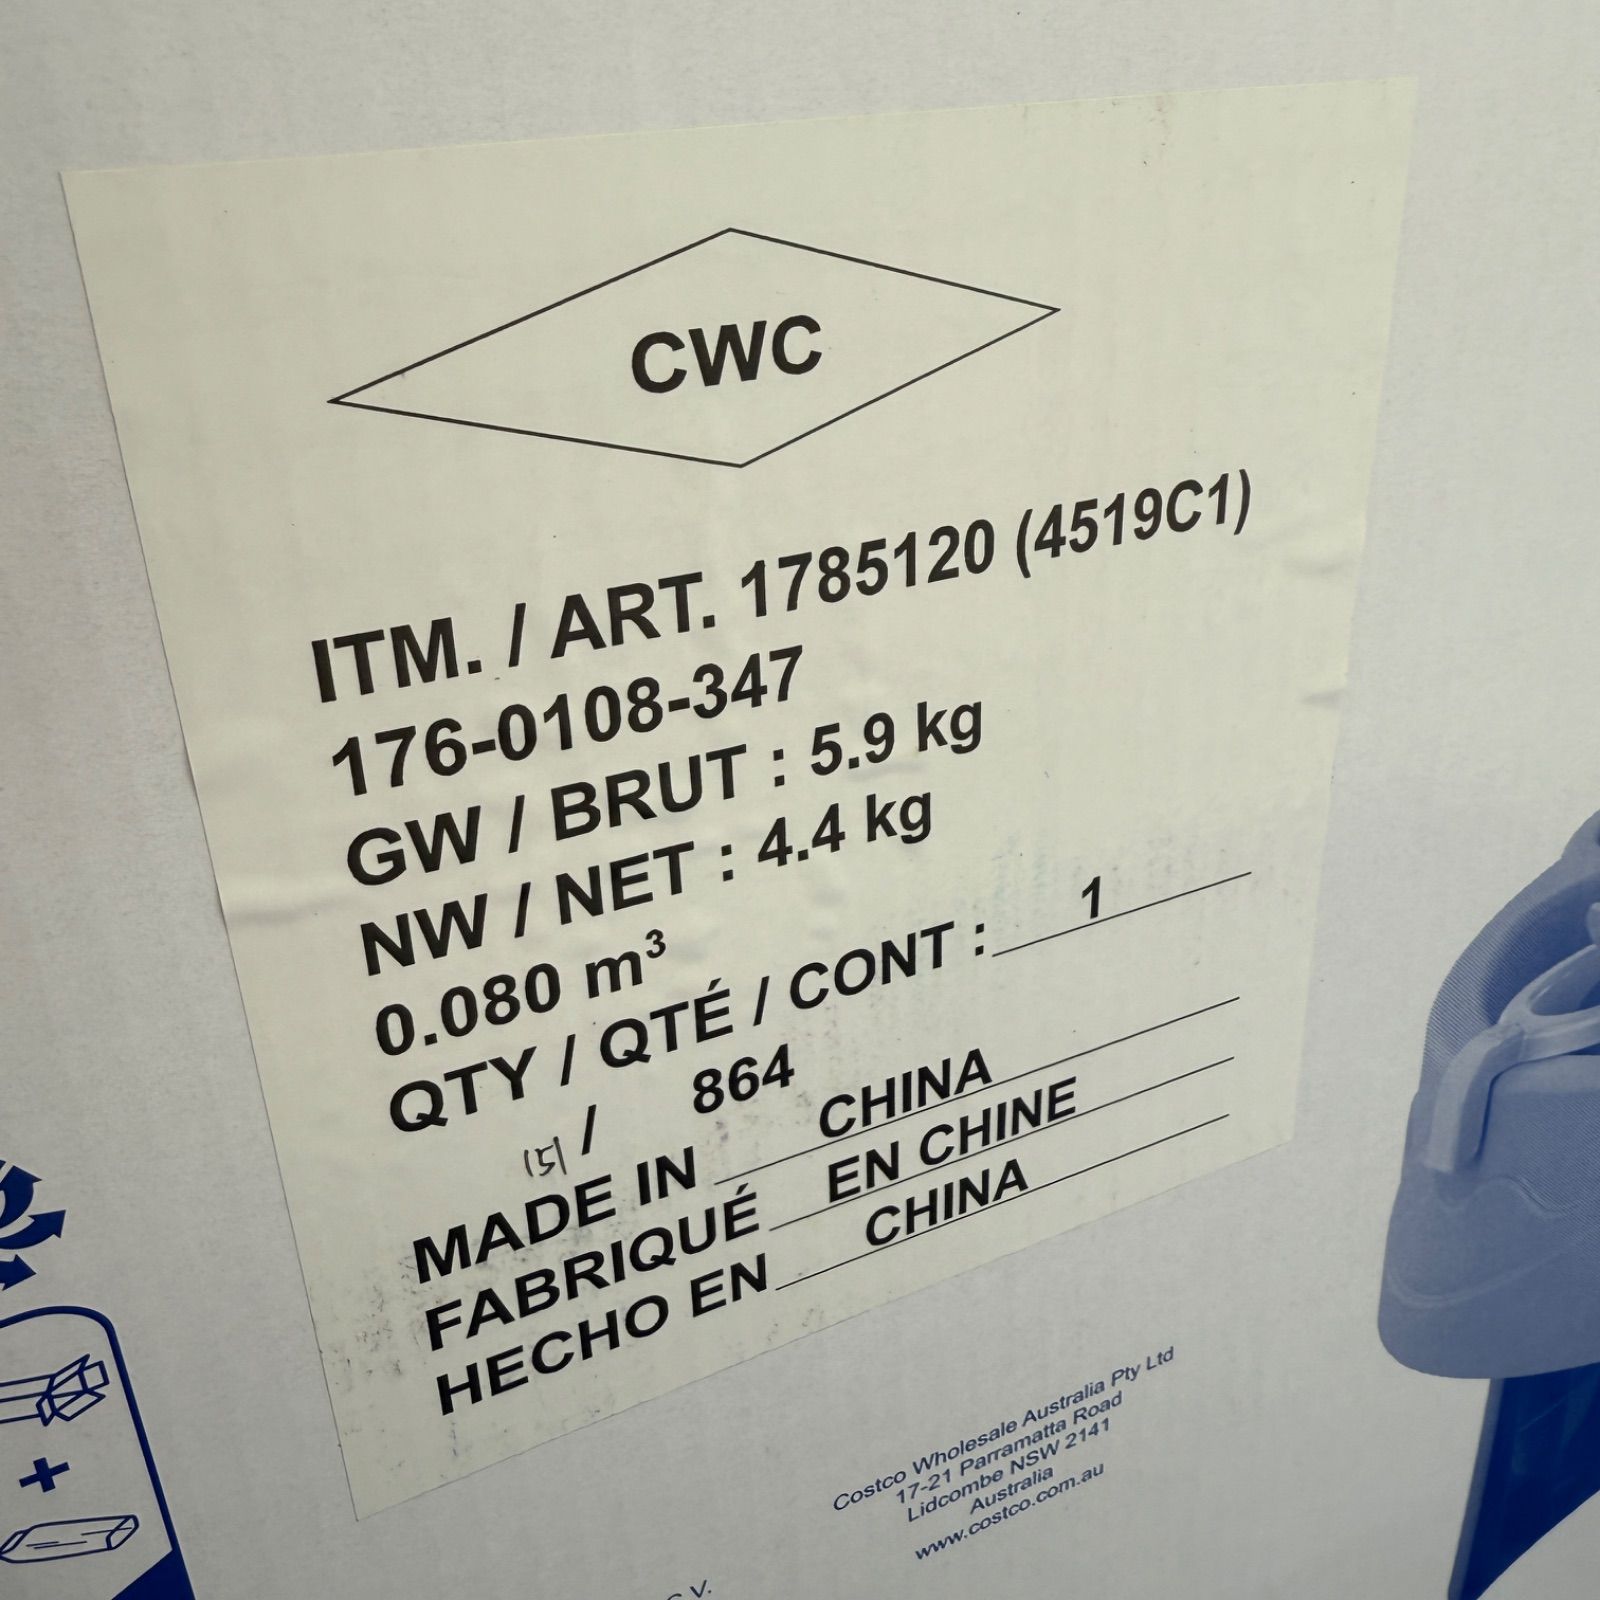 CWC
ITM. / ART. 1785120 (4519C1)
176-0108-347
GW / BRUT : 5.9 kg
NW / NET : 4.4 kg
0.080 m³
QTY / QTÉ / CONT : 1
151 / 864
MADE IN CHINA
FABRIQUÉ EN CHINE
HECHO EN CHINA
Costco Wholesale Australia Pty Ltd
17-21 Parramatta Road
Lidcombe NSW 2141
Australia
www.costco.com.au